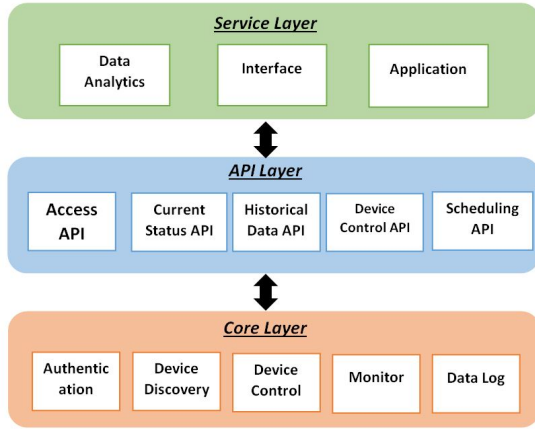 Service Layer
Data
Analytics
Interface
Application
API Layer
Access
API
Current
Status API
Historical
Data API
Device
Control API
Scheduling
API
Core Layer
Authentic
ation
Device
Discovery
Device
Control
Monitor
Data Log